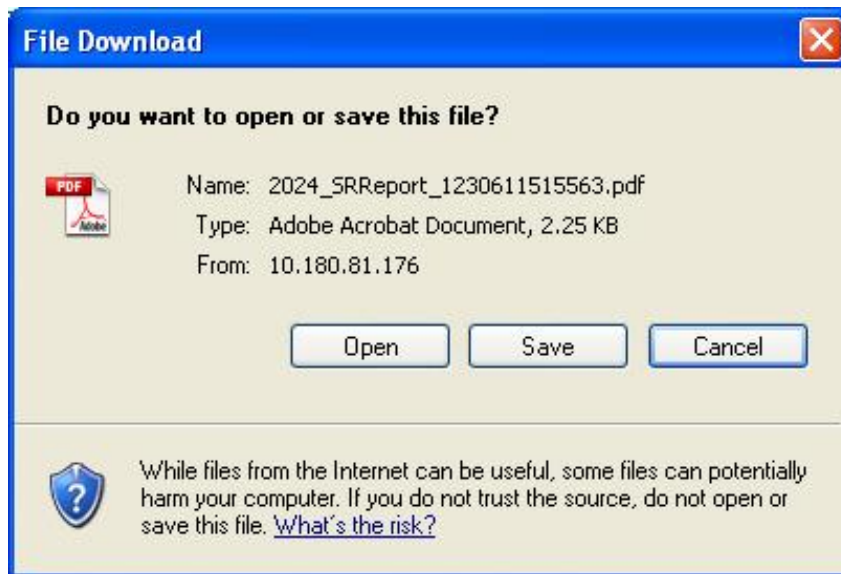 File Download
Do you want to open or save this file?
PDF
Adobe
Name: 2024_SRReport_1230611515563.pdf
Type: Adobe Acrobat Document, 2.25 KB
From: 10.180.81.176
Open Save Cancel
While files from the Internet can be useful, some files can potentially
harm your computer. If you do not trust the source, do not open or
save this file. What's the risk?